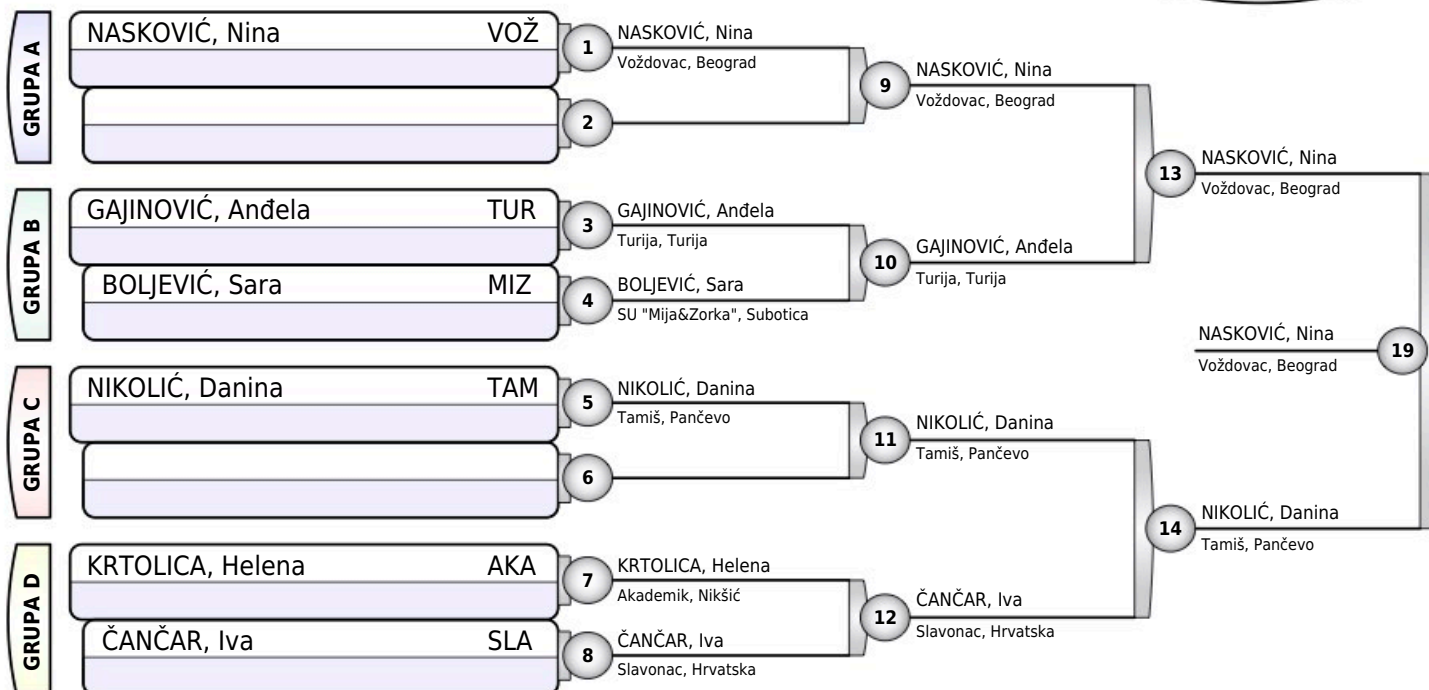 GRUPA A
NASKOVIĆ, Nina VOŽ
1
2
NASKOVIĆ, Nina
Voždovac, Beograd
9
NASKOVIĆ, Nina
Voždovac, Beograd
GRUPA B
GAJINOVIĆ, Anđela TUR
BOLJEVIĆ, Sara MIZ
3
4
GAJINOVIĆ, Anđela
Turija, Turija
BOLJEVIĆ, Sara
SU "Mija&Zorka", Subotica
10
GAJINOVIĆ, Anđela
Turija, Turija
13
NASKOVIĆ, Nina
Voždovac, Beograd
GRUPA C
NIKOLIĆ, Danina TAM
5
6
NIKOLIĆ, Danina
Tamiš, Pančevo
11
NIKOLIĆ, Danina
Tamiš, Pančevo
GRUPA D
KRTOLICA, Helena AKA
ČANČAR, Iva SLA
7
8
KRTOLICA, Helena
Akademik, Nikšić
ČANČAR, Iva
Slavonac, Hrvatska
12
ČANČAR, Iva
Slavonac, Hrvatska
14
NIKOLIĆ, Danina
Tamiš, Pančevo
NASKOVIĆ, Nina
Voždovac, Beograd
19